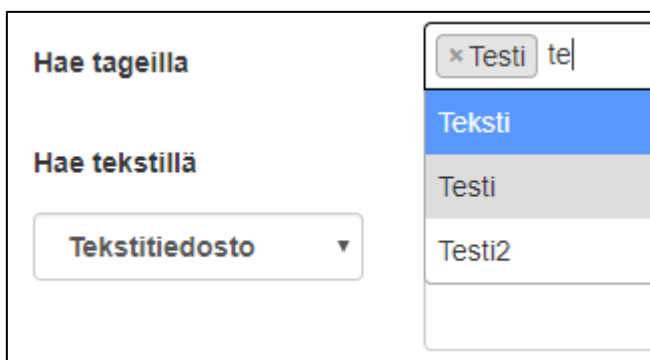 Hae tageilla
× Testi te
Teksti
Hae tekstillä
Testi
Tekstitiedosto
Testi2